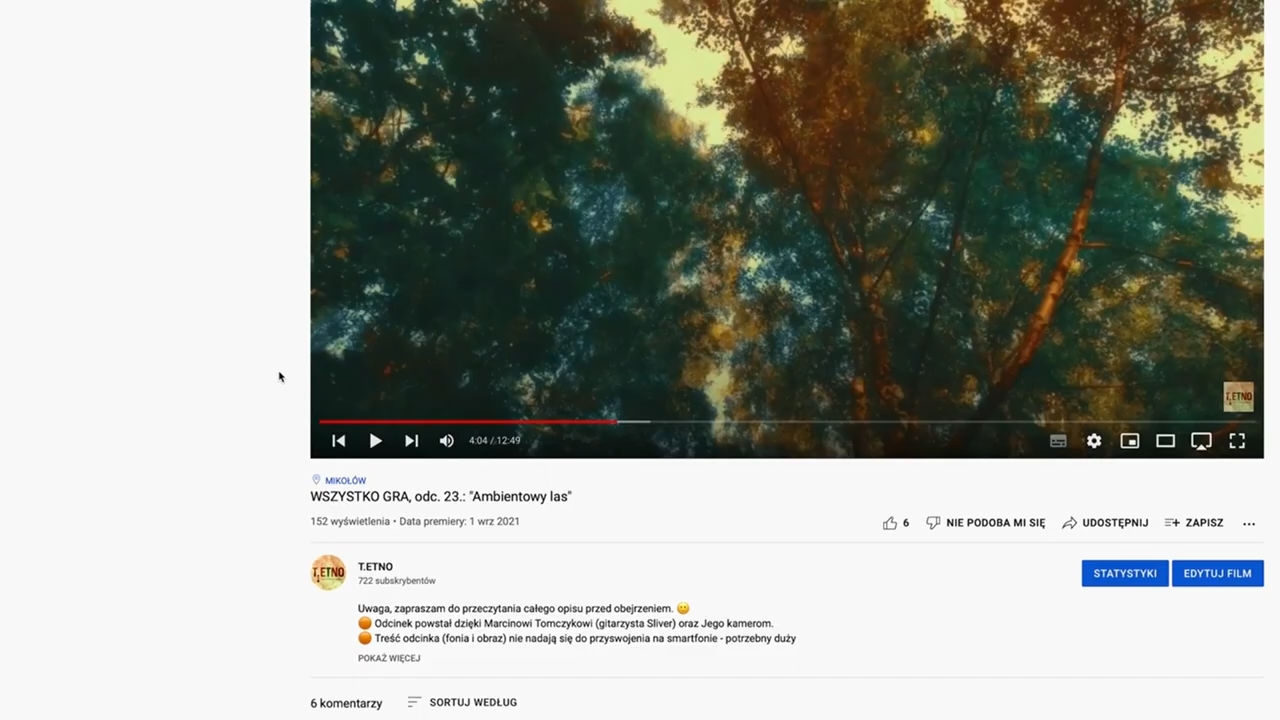 T.ETNO
4:04 / 12:49
MIKOŁÓW
WSZYSTKO GRA, odc. 23.: "Ambientowy las"
152 wyświetlenia • Data premiery: 1 wrz 2021
6 NIE PODOBA MI SIĘ UDOSTĘPNIJ ZAPISZ ...
T.ETNO
T.ETNO
722 subskrybentów
STATYSTYKI EDYTUJ FILM
Uwaga, zapraszam do przeczytania całego opisu przed obejrzeniem. 🙂
🟠 Odcinek powstał dzięki Marcinowi Tomczykowi (gitarzysta Sliver) oraz Jego kamerom.
🟠 Treść odcinka (fonia i obraz) nie nadają się do przyswojenia na smartfonie - potrzebny duży
POKAŻ WIĘCEJ
6 komentarzy SORTUJ WEDŁUG